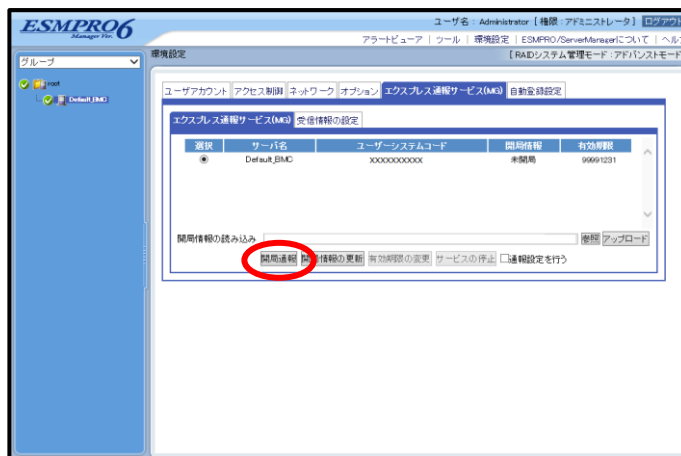 ESMPRO6
Manager Ver.
ユーザ名 : Administrator [ 権限 : アドミニストレータ ] ログアウト
アラートビューア | ツール | 環境設定 | ESMPRO/ServerManagerについて | ヘル
グループ
環境設定
[ RAIDシステム管理モード : アドバンストモード
root
Default_BMC
ユーザアカウント アクセス制御 ネットワーク オプション エクスプレス通報サービス(MG) 自動登録設定
エクスプレス通報サービス(MG) 受信情報の設定
選択 サーバ名 ユーザーシステムコード 開局情報 有効期限
Default_BMC XXXXXXXXXX 未開局 99991231
開局情報の読み込み 参照 アップロード
開局通報 開局情報の更新 有効期限の変更 サービスの停止 通報設定を行う